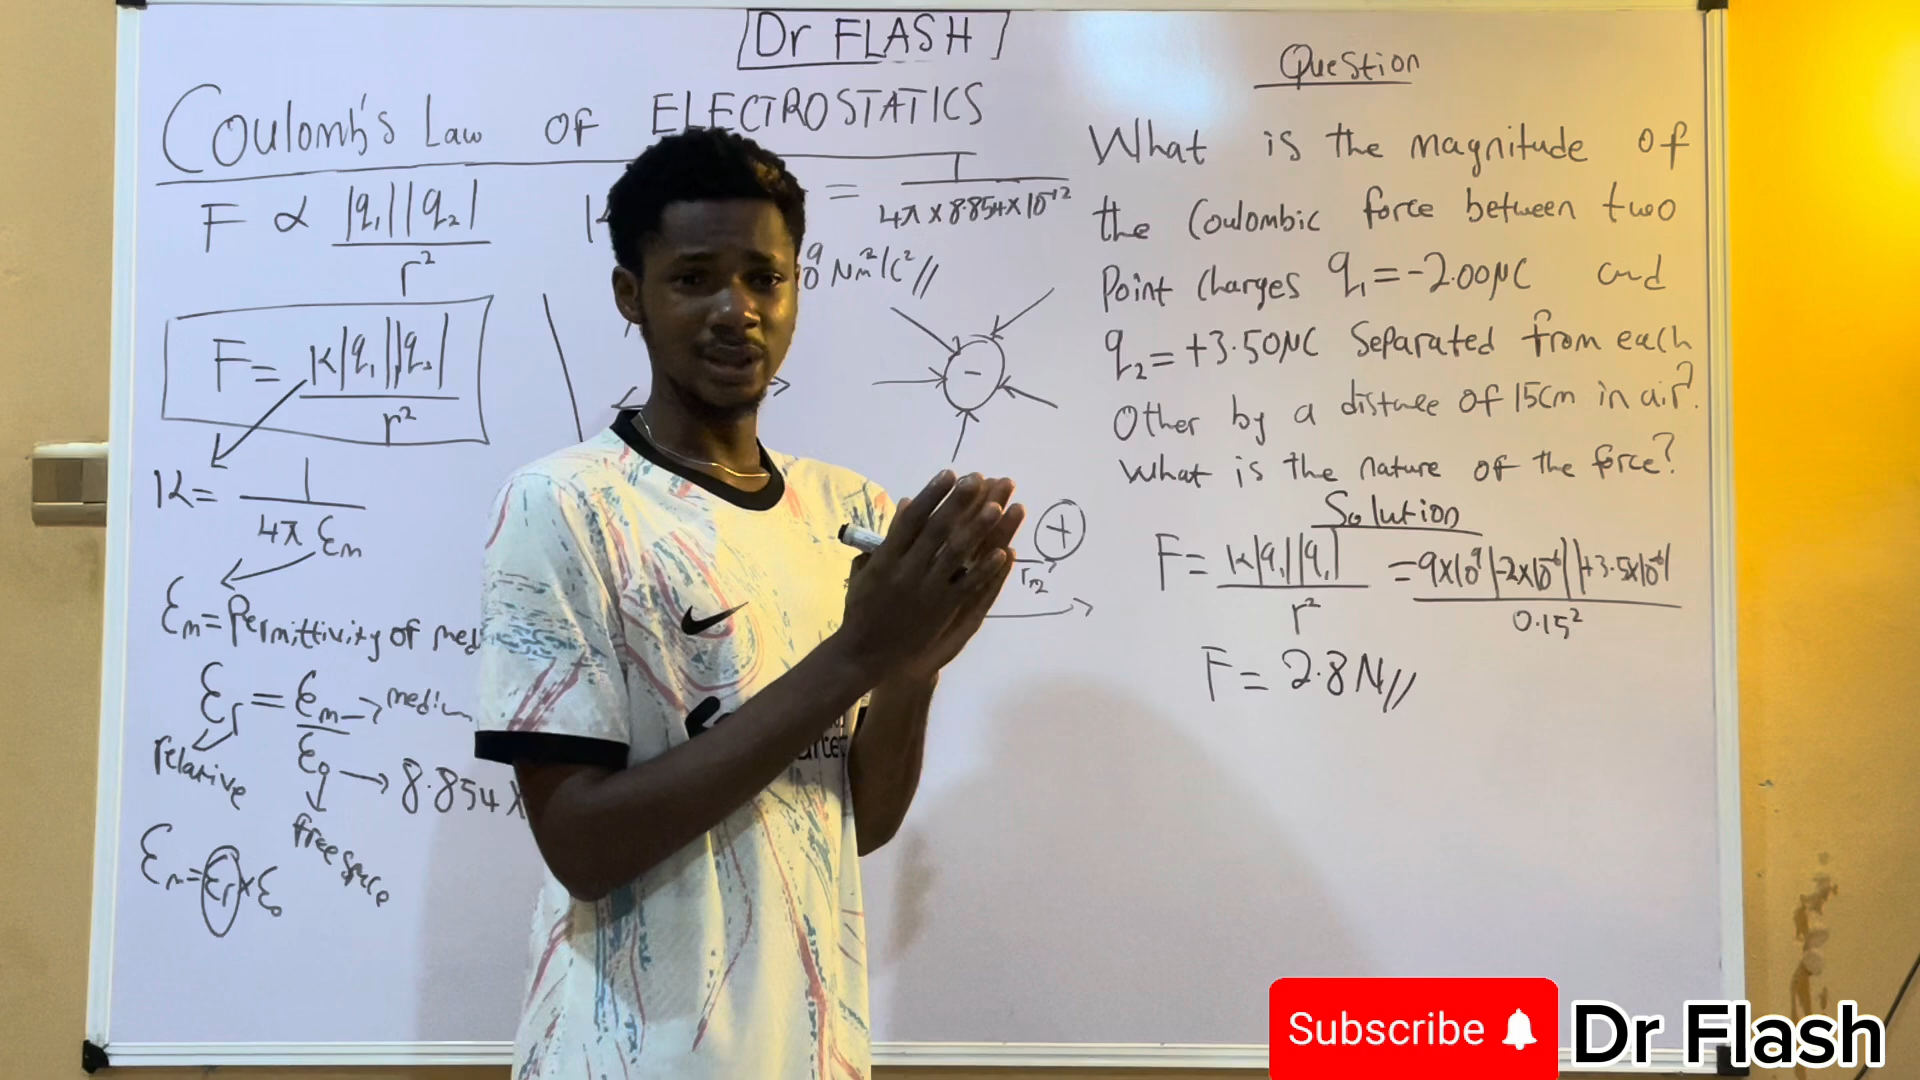 Dr FLASH
Coulomb's Law OF ELECTROSTATICS
F ∝ |q1||q2| / r²
F = K|q1||q2| / r²
K = 1 / 4π εm
εm = Permittivity of med
εr = εm → medium
relative
ε0 → 8.854 x
free space
εm = εr x ε0
= 1 / 4π x 8.854 x 10⁻¹²
Nm²/C² //
-
+
r12
Question
What is the magnitude of
the Coulombic force between two
Point Charges q1 = -2.00μC and
q2 = +3.50μC Separated from each
Other by a distance of 15cm in air?
What is the nature of the force?
Solution
F = K|q1||q1| / r² = 9x10⁹|-2x10⁻⁶||+3.5x10⁻⁶| / 0.15²
F = 2.8N //
Subscribe
Dr Flash